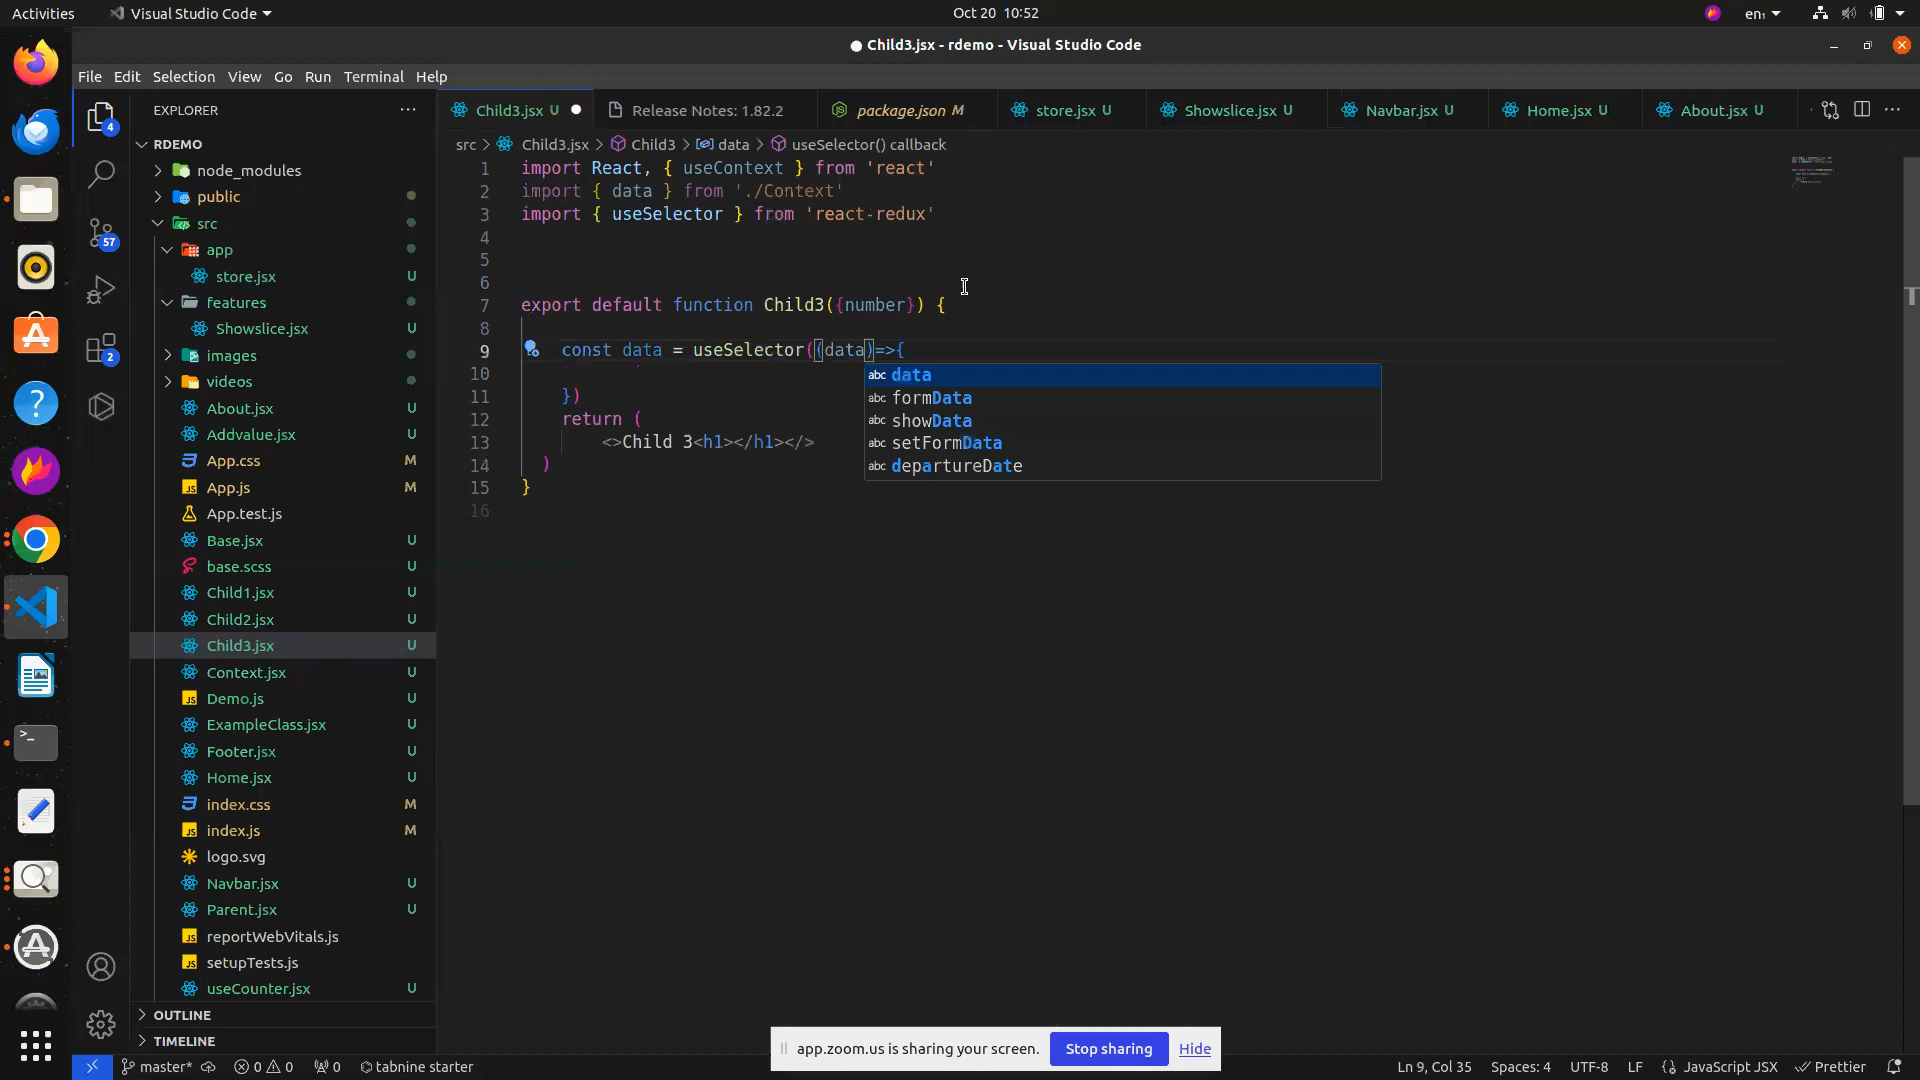 Activities
Visual Studio Code
Oct 20 10:52
en₁
Child3.jsx - rdemo - Visual Studio Code
File Edit Selection View Go Run Terminal Help
EXPLORER
RDEMO
node_modules
public
src
app
store.jsx U
features
Showslice.jsx U
images
videos
About.jsx U
Addvalue.jsx U
App.css M
App.js M
App.test.js
Base.jsx U
base.scss U
Child1.jsx U
Child2.jsx U
Child3.jsx U
Context.jsx U
Demo.js U
ExampleClass.jsx U
Footer.jsx U
Home.jsx U
index.css M
index.js M
logo.svg
Navbar.jsx U
Parent.jsx U
reportWebVitals.js
setupTests.js
useCounter.jsx U
OUTLINE
TIMELINE
4
57
2
Child3.jsx U
Release Notes: 1.82.2
package.json M
store.jsx U
Showslice.jsx U
Navbar.jsx U
Home.jsx U
About.jsx U
src > Child3.jsx > Child3 > data > useSelector() callback
1 import React, { useContext } from 'react'
2 import { data } from './Context'
3 import { useSelector } from 'react-redux'
4
5
6
7 export default function Child3({number}) {
8
9 const data = useSelector((data)=>{
10
11 })
12 return (
13 <>Child 3<h1></h1></>
14 )
15 }
16
abc data
abc formData
abc showData
abc setFormData
abc departureDate
app.zoom.us is sharing your screen.
Stop sharing
Hide
master*
0 0
0
tabnine starter
Ln 9, Col 35
Spaces: 4
UTF-8
LF
JavaScript JSX
Prettier